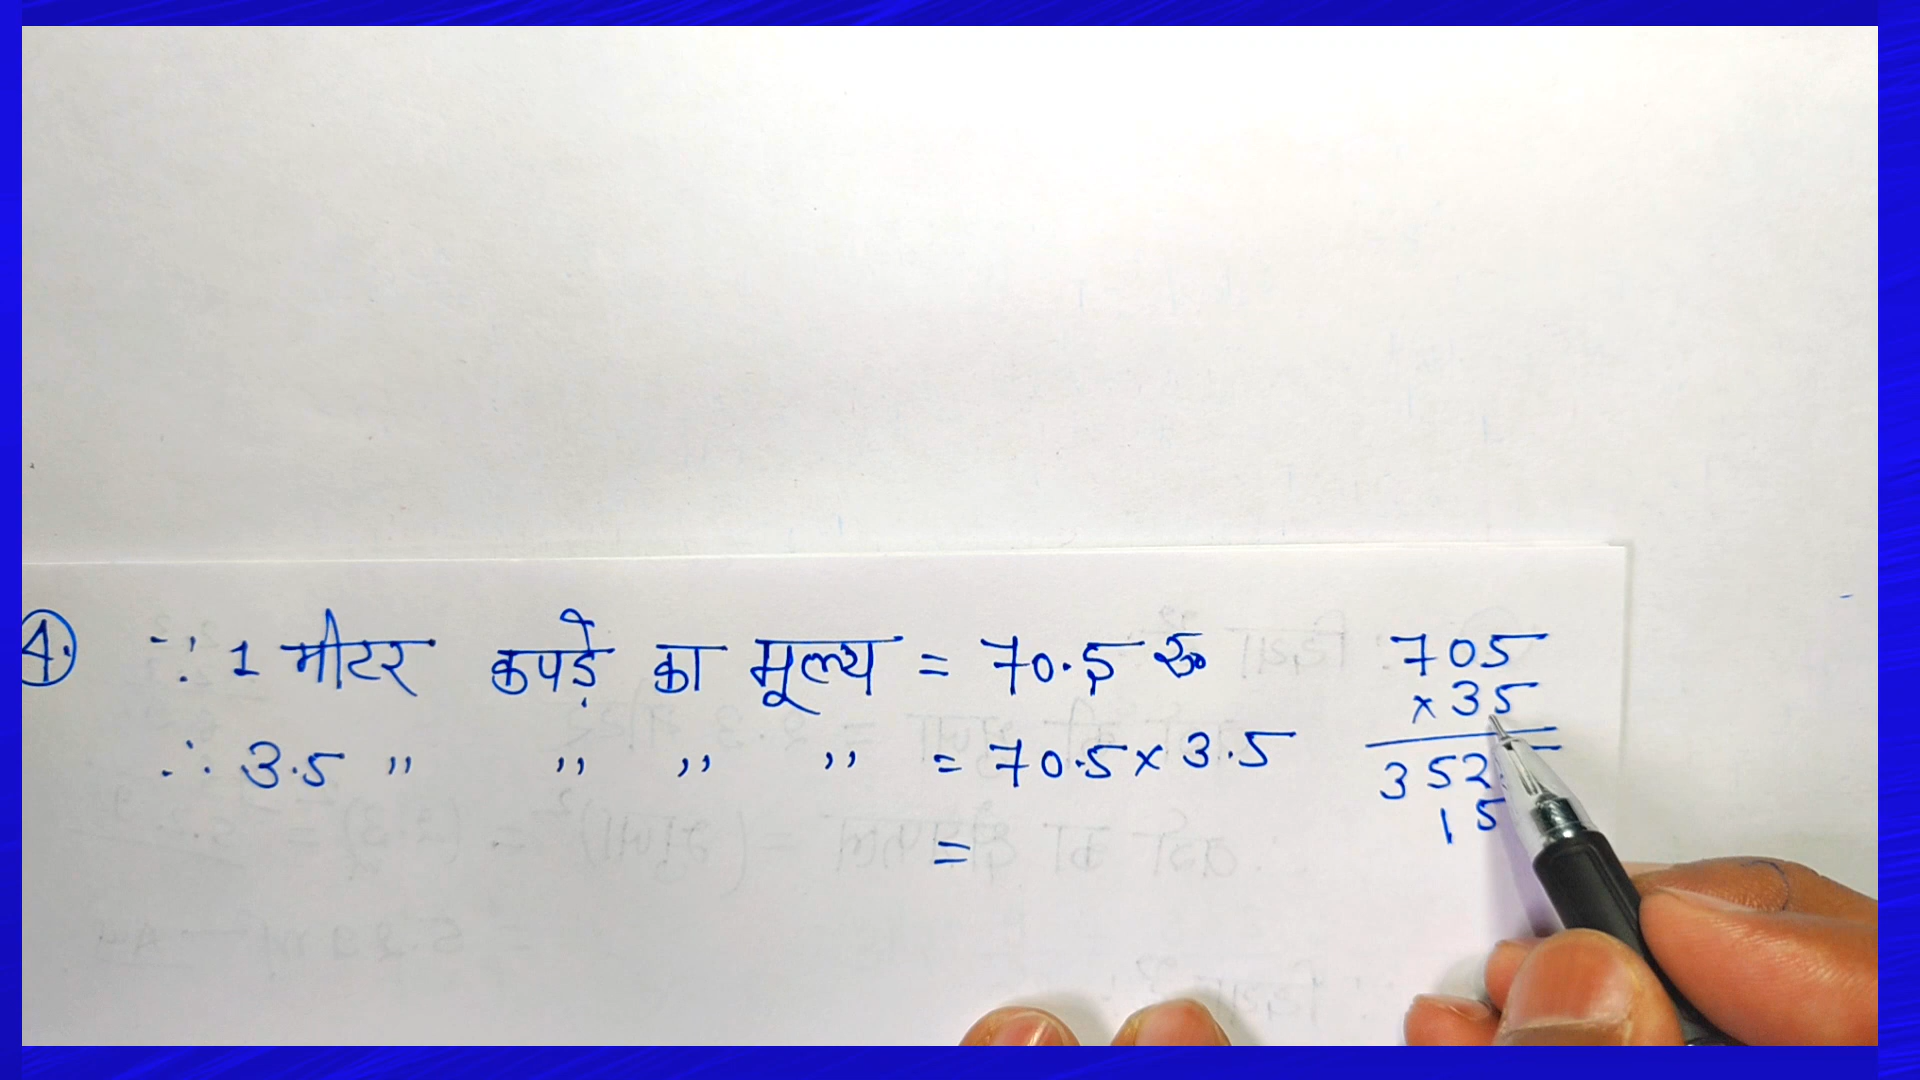 4. ∵ 1 मीटर कपड़े का मूल्य = 70.5 रु
∴ 3.5 " " " " = 70.5 × 3.5
=
705
× 35
352
15